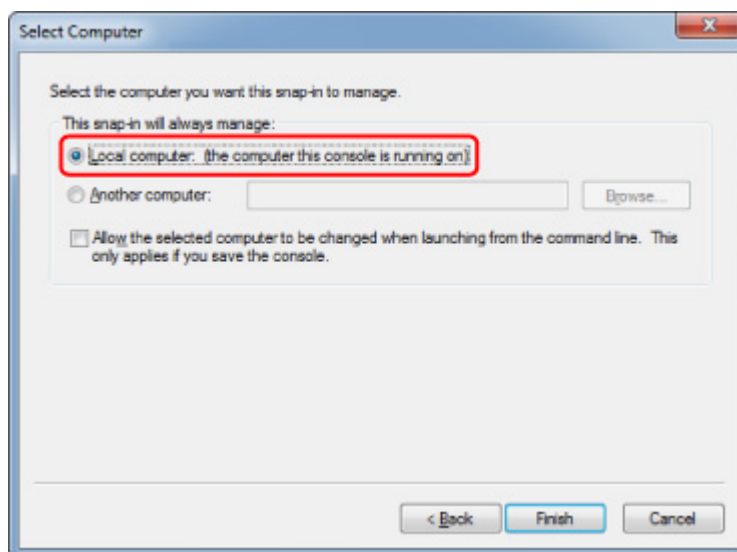 Select Computer
Select the computer you want this snap-in to manage.
This snap-in will always manage:
Local computer: (the computer this console is running on)
Another computer:
Browse...
Allow the selected computer to be changed when launching from the command line. This
only applies if you save the console.
< Back
Finish
Cancel